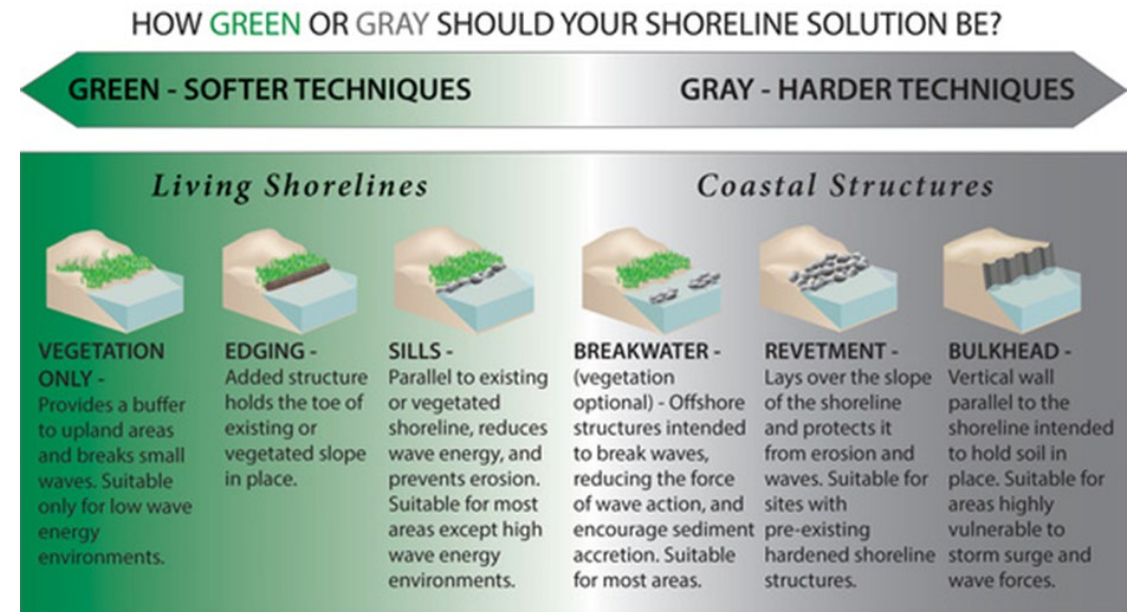 HOW GREEN OR GRAY SHOULD YOUR SHORELINE SOLUTION BE?
GREEN - SOFTER TECHNIQUES
GRAY - HARDER TECHNIQUES
Living Shorelines
Coastal Structures
VEGETATION
ONLY -
Provides a buffer
to upland areas
and breaks small
waves. Suitable
only for low wave
energy
environments.
EDGING -
Added structure
holds the toe of
existing or
vegetated slope
in place.
SILLS -
Parallel to existing
or vegetated
shoreline, reduces
wave energy, and
prevents erosion.
Suitable for most
areas except high
wave energy
environments.
BREAKWATER -
(vegetation
optional) - Offshore
structures intended
to break waves,
reducing the force
of wave action, and
encourage sediment
accretion. Suitable
for most areas.
REVETMENT -
Lays over the slope
of the shoreline
and protects it
from erosion and
waves. Suitable for
sites with
pre-existing
hardened shoreline
structures.
BULKHEAD -
Vertical wall
parallel to the
shoreline intended
to hold soil in
place. Suitable for
areas highly
vulnerable to
storm surge and
wave forces.